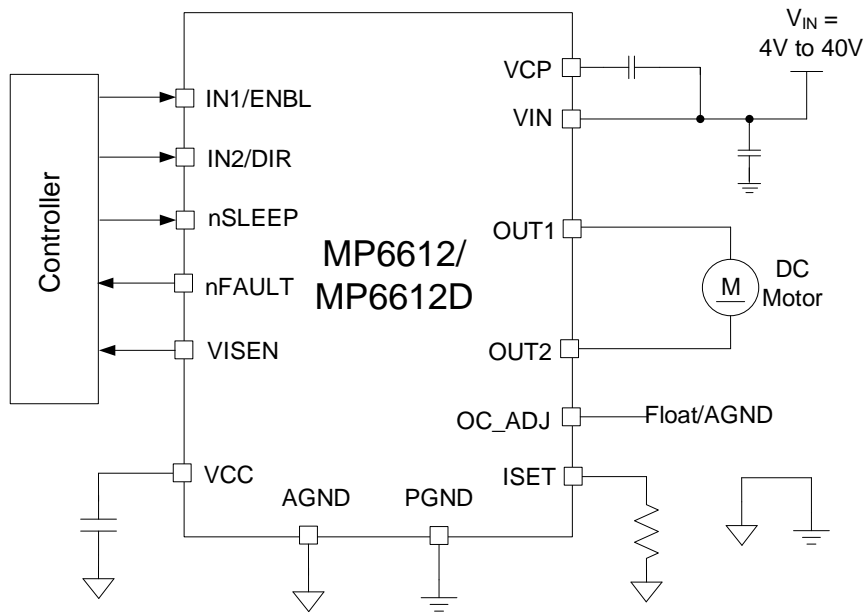 V_IN =
4V to 40V
VCP
VIN
IN1/ENBL
IN2/DIR
nSLEEP
nFAULT
VISEN
Controller
MP6612/
MP6612D
OUT1
OUT2
M
DC
Motor
OC_ADJ
Float/AGND
ISET
VCC
AGND
PGND